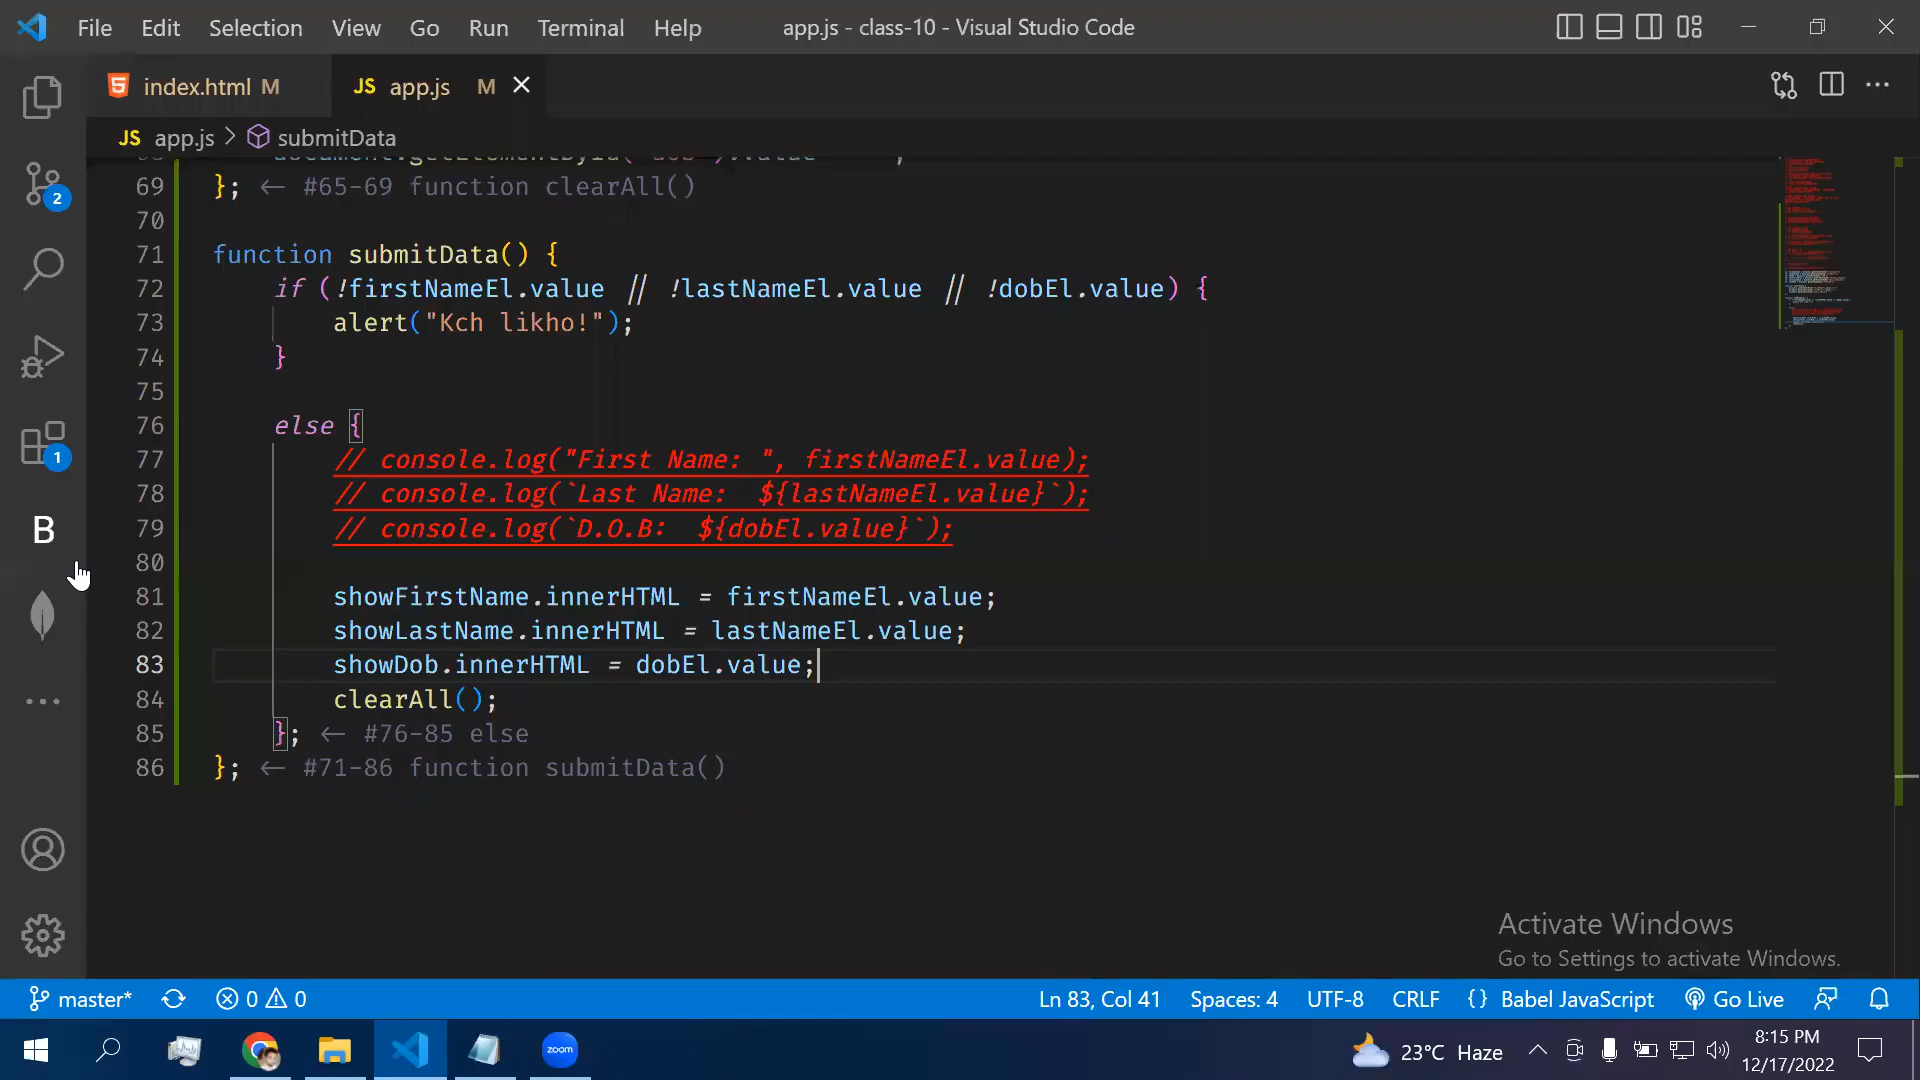 File Edit Selection View Go Run Terminal Help
app.js - class-10 - Visual Studio Code
index.html M
JS app.js M
JS app.js > submitData
69 }; ← #65-69 function clearAll()
70
71 function submitData() {
72 if (!firstNameEl.value || !lastNameEl.value || !dobEl.value) {
73 alert("Kch likho!");
74 }
75
76 else {
77 // console.log("First Name: ", firstNameEl.value);
78 // console.log(`Last Name:  ${lastNameEl.value}`);
79 // console.log(`D.O.B:  ${dobEl.value}`);
80
81 showFirstName.innerHTML = firstNameEl.value;
82 showLastName.innerHTML = lastNameEl.value;
83 showDob.innerHTML = dobEl.value;
84 clearAll();
85 }; ← #76-85 else
86 }; ← #71-86 function submitData()
2
1
B
Activate Windows
Go to Settings to activate Windows.
master* 0 0 Ln 83, Col 41 Spaces: 4 UTF-8 CRLF {} Babel JavaScript Go Live
zoom
23°C Haze
8:15 PM
12/17/2022